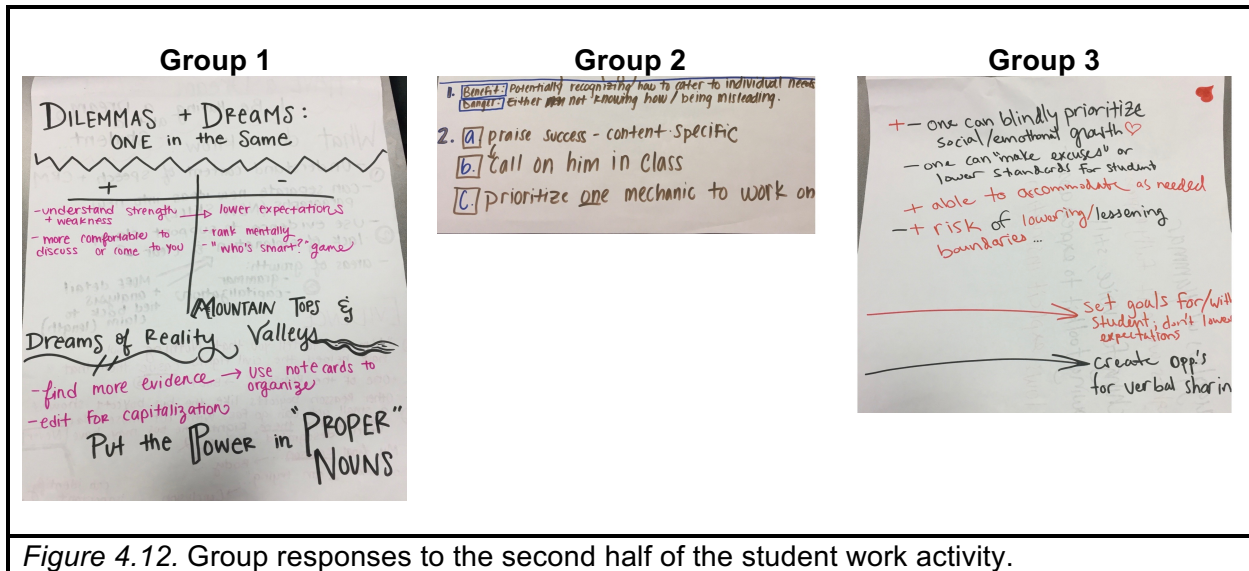 Group 1
DILEMMAS + DREAMS:
ONE in the Same
+
-
-understand strength
+ weakness
- more comfortable to
discuss or come to you
→ lower expectations
- rank mentally
- "who's smart?" game
MOUNTAIN TOPS &
Valleys
Dreams of Reality
-find more evidence → use note cards to
organize
-edit for capitalization
Put the Power in "PROPER"
NOUNS
Group 2
1. Benefit: Potentially recognizing how to cater to individual needs
Danger: Either not knowing how / being misleading.
2. a praise success - content-specific
b. Call on him in class
c. prioritize one mechanic to work on
Group 3
+- one can blindly prioritize
social/emotional growth ♡
- one can "make excuses" or
lower standards for student
+ able to accommodate as needed
-+ risk of lowering/lessening
boundaries...
set goals for/with
student; don't lower
expectations
create opp.'s
for verbal sharin
Figure 4.12. Group responses to the second half of the student work activity.